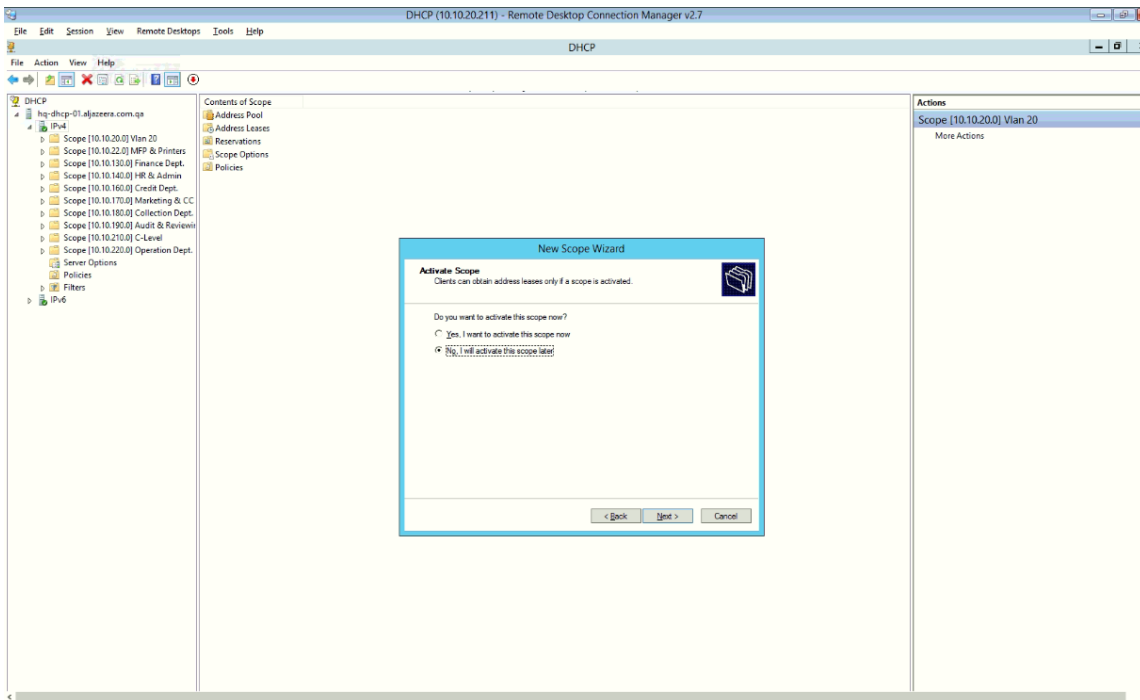 DHCP (10.10.20.211) - Remote Desktop Connection Manager v2.7
File Edit Session View Remote Desktops Tools Help
DHCP
File Action View Help
DHCP
hq-dhcp-01.aljazeera.com.qa
IPv4
Scope [10.10.20.0] Vlan 20
Scope [10.10.22.0] MFP & Printers
Scope [10.10.130.0] Finance Dept.
Scope [10.10.140.0] HR & Admin
Scope [10.10.160.0] Credit Dept.
Scope [10.10.170.0] Marketing & CC
Scope [10.10.180.0] Collection Dept.
Scope [10.10.190.0] Audit & Reviewin
Scope [10.10.210.0] C-Level
Scope [10.10.220.0] Operation Dept.
Server Options
Policies
Filters
IPv6
Contents of Scope
Address Pool
Address Leases
Reservations
Scope Options
Policies
New Scope Wizard
Activate Scope
Clients can obtain address leases only if a scope is activated.
Do you want to activate this scope now?
Yes, I want to activate this scope now
No, I will activate this scope later
< Back Next > Cancel
Actions
Scope [10.10.20.0] Vlan 20
More Actions